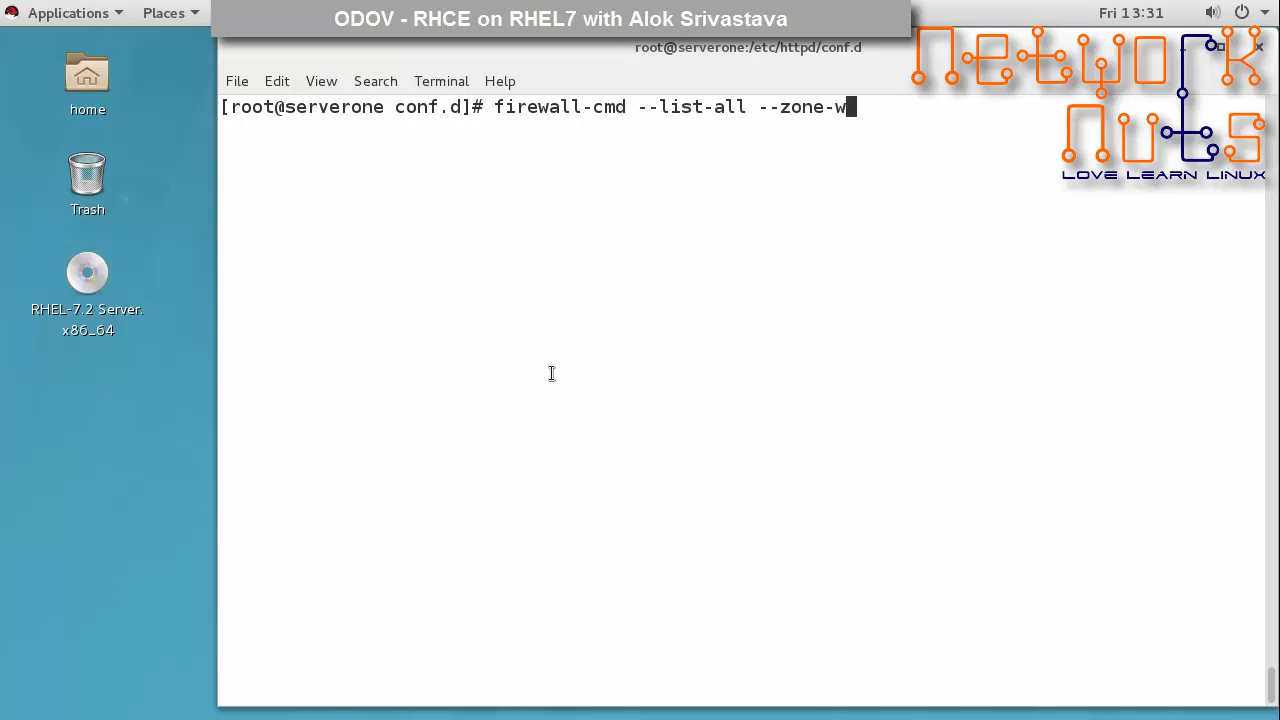 Applications Places
ODOV - RHCE on RHEL7 with Alok Srivastava
Fri 13:31
root@serverone:/etc/httpd/conf.d
File Edit View Search Terminal Help
[root@serverone conf.d]# firewall-cmd --list-all --zone-w
home
Trash
RHEL-7.2 Server.
x86_64
network
nuts
LOVE LEARN LINUX